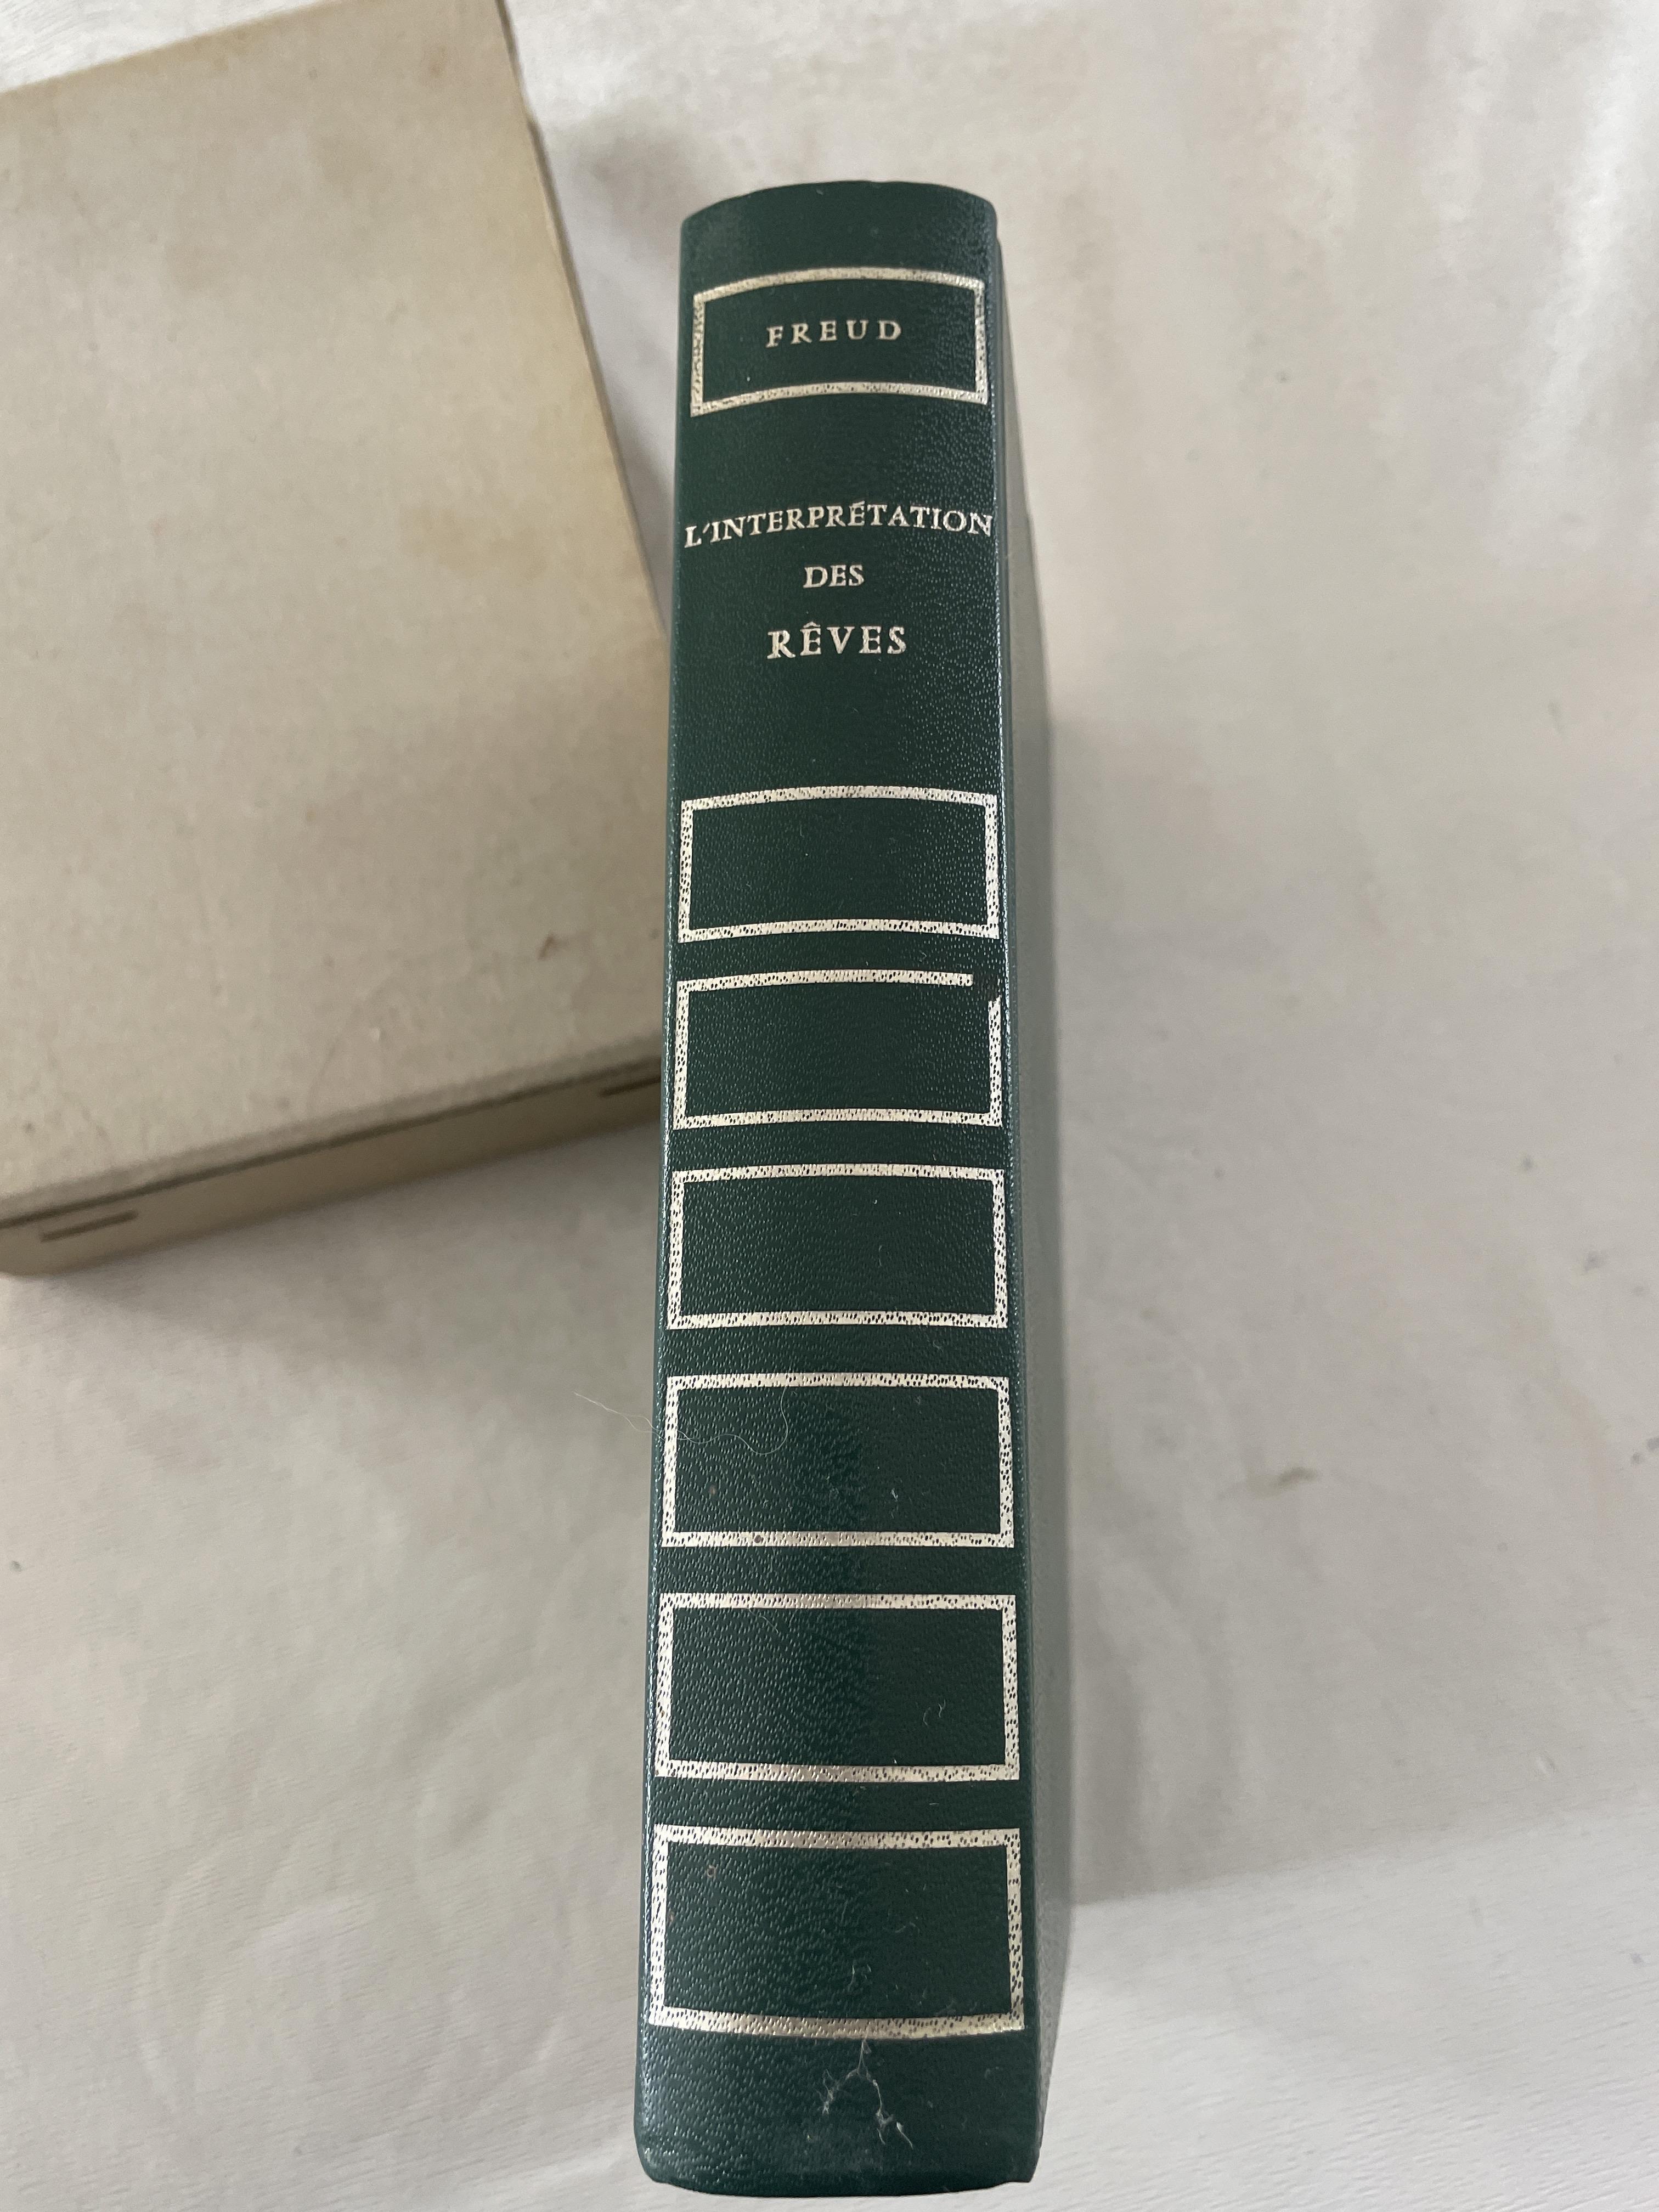 FREUD
L'INTERPRÉTATION
DES
RÊVES